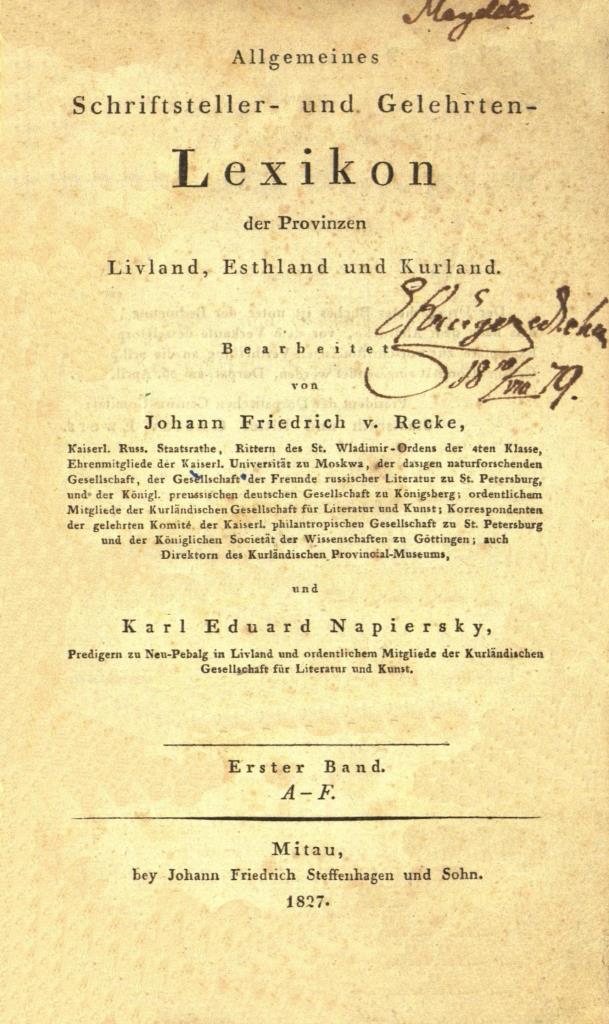 Meydell
Allgemeines
Schriftsteller- und Gelehrten-
Lexikon
der Provinzen
Livland, Esthland und Kurland.
Bearbeitet
18 10/VIII 79.
von
Johann Friedrich v. Recke,
Kaiserl. Russ. Staatsrathe, Rittern des St. Wladimir-Ordens der 4ten Klasse,
Ehrenmitgliede der Kaiserl. Universität zu Moskwa, der dasigen naturforschenden
Gesellschaft, der Gesellschaft der Freunde russischer Literatur zu St. Petersburg,
und der Königl. preussischen deutschen Gesellschaft zu Königsberg; ordentlichem
Mitgliede der Kurländischen Gesellschaft für Literatur und Kunst; Korrespondenten
der gelehrten Komité der Kaiserl. philantropischen Gesellschaft zu St. Petersburg
und der Königlichen Societät der Wissenschaften zu Göttingen; auch
Direktorn des Kurländischen Provincial-Museums,
und
Karl Eduard Napiersky,
Predigern zu Neu-Pebalg in Livland und ordentlichem Mitgliede der Kurländischen
Gesellschaft für Literatur und Kunst.
Erster Band.
A–F.
Mitau,
bey Johann Friedrich Steffenhagen und Sohn.
1827.